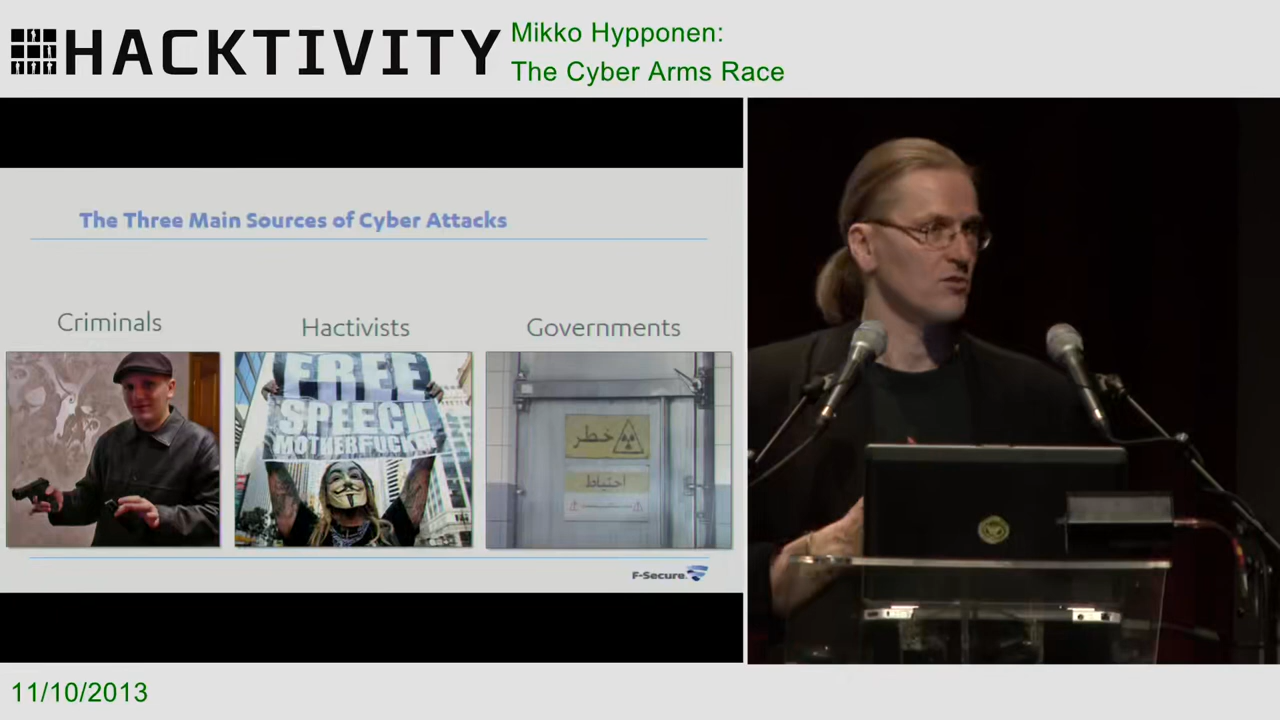 HACKTIVITY
Mikko Hypponen:
The Cyber Arms Race
The Three Main Sources of Cyber Attacks
Criminals
Hactivists
Governments
FREE
SPEECH
MOTHERFUCKER
خطر
احتیاط
F-Secure
11/10/2013